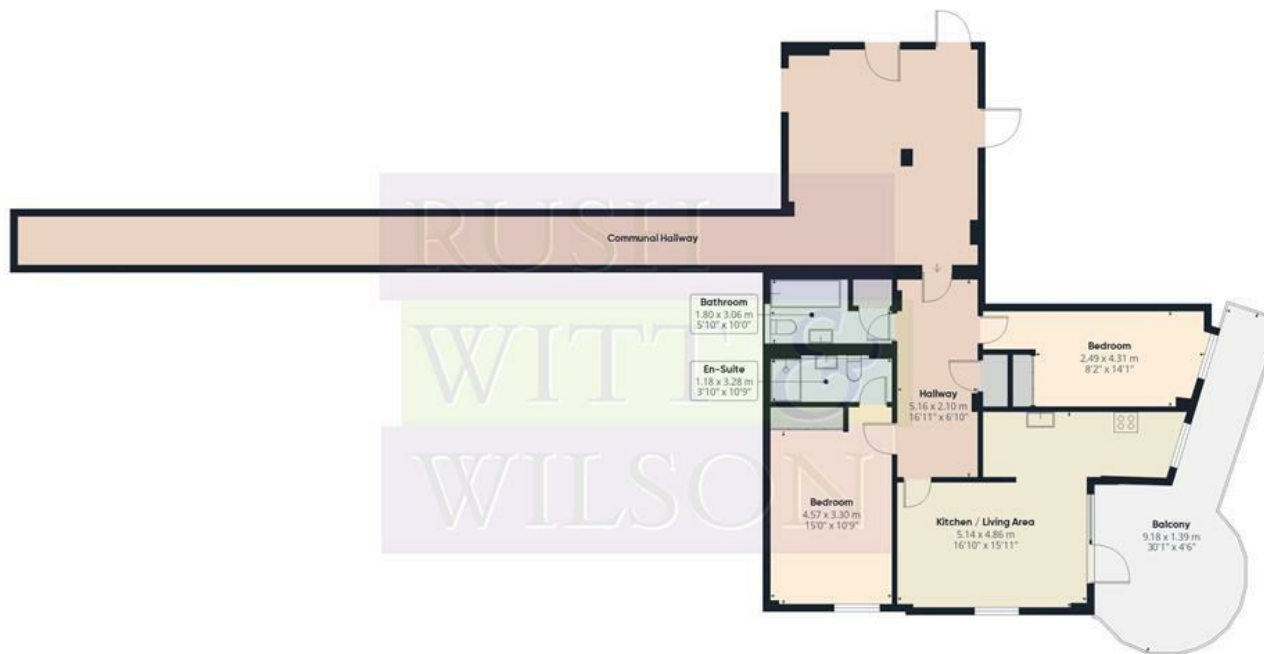 RUSH
WITT &
WILSON
Communal Hallway
Bathroom
1.80 x 3.06 m
5'10" x 10'0"
En-Suite
1.18 x 3.28 m
3'10" x 10'9"
Hallway
5.16 x 2.10 m
16'11" x 6'10"
Bedroom
2.49 x 4.31 m
8'2" x 14'1"
Bedroom
4.57 x 3.30 m
15'0" x 10'9"
Kitchen / Living Area
5.14 x 4.86 m
16'10" x 15'11"
Balcony
9.18 x 1.39 m
30'1" x 4'6"